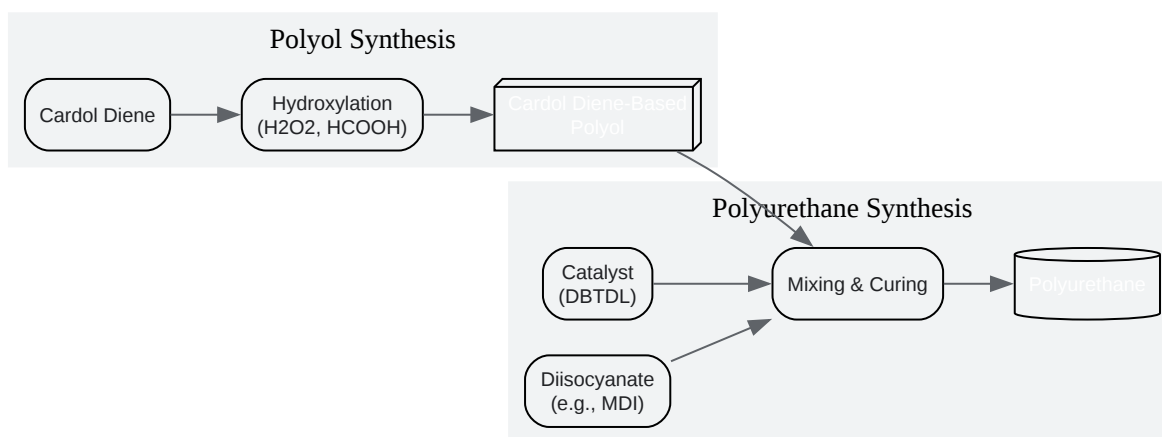 Polyol Synthesis
Cardol Diene
Hydroxylation
(H2O2, HCOOH)
Cardol Diene-Based
Polyol
Polyurethane Synthesis
Catalyst
(DBTDL)
Mixing & Curing
Polyurethane
Diisocyanate
(e.g., MDI)